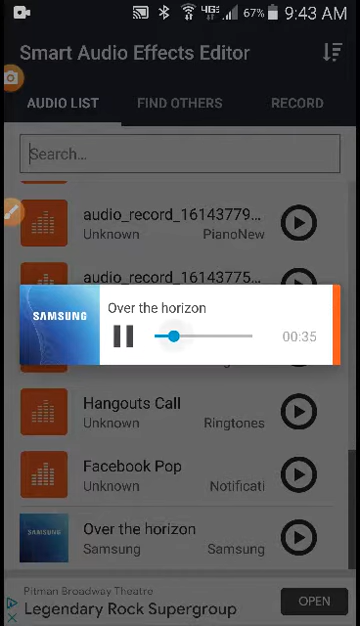 4G LTE 67% 9:43 AM
Smart Audio Effects Editor
AUDIO LIST FIND OTHERS RECORD
Search...
audio_record_16143779...
Unknown PianoNew
audio_record_16143775...
SAMSUNG
Over the horizon
00:35
Hangouts Call
Unknown Ringtones
Facebook Pop
Unknown Notificati
SAMSUNG
Over the horizon
Samsung Samsung
Pitman Broadway Theatre
Legendary Rock Supergroup
OPEN